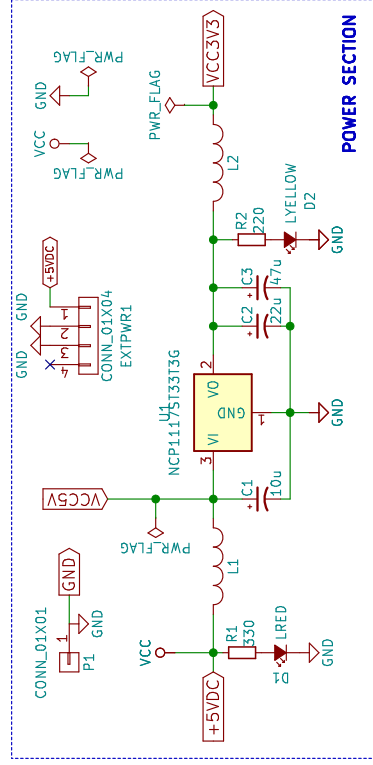 POWER SECTION
+5VDC
VCC
R1
330
LRED
D1
GND
L1
VCC5V
PWR_FLAG
C1
10u
U1
NCP1117ST33T3G
3
VI
VO
2
GND
1
GND
C2
22u
C3
47u
R2
220
LYELLOW
D2
GND
L2
PWR_FLAG
VCC3V3
CONN_01X01
P1
1
GND
GND
+5VDC
GND
GND
1
2
3
4
CONN_01X04
EXTPWR1
VCC
PWR_FLAG
GND
PWR_FLAG